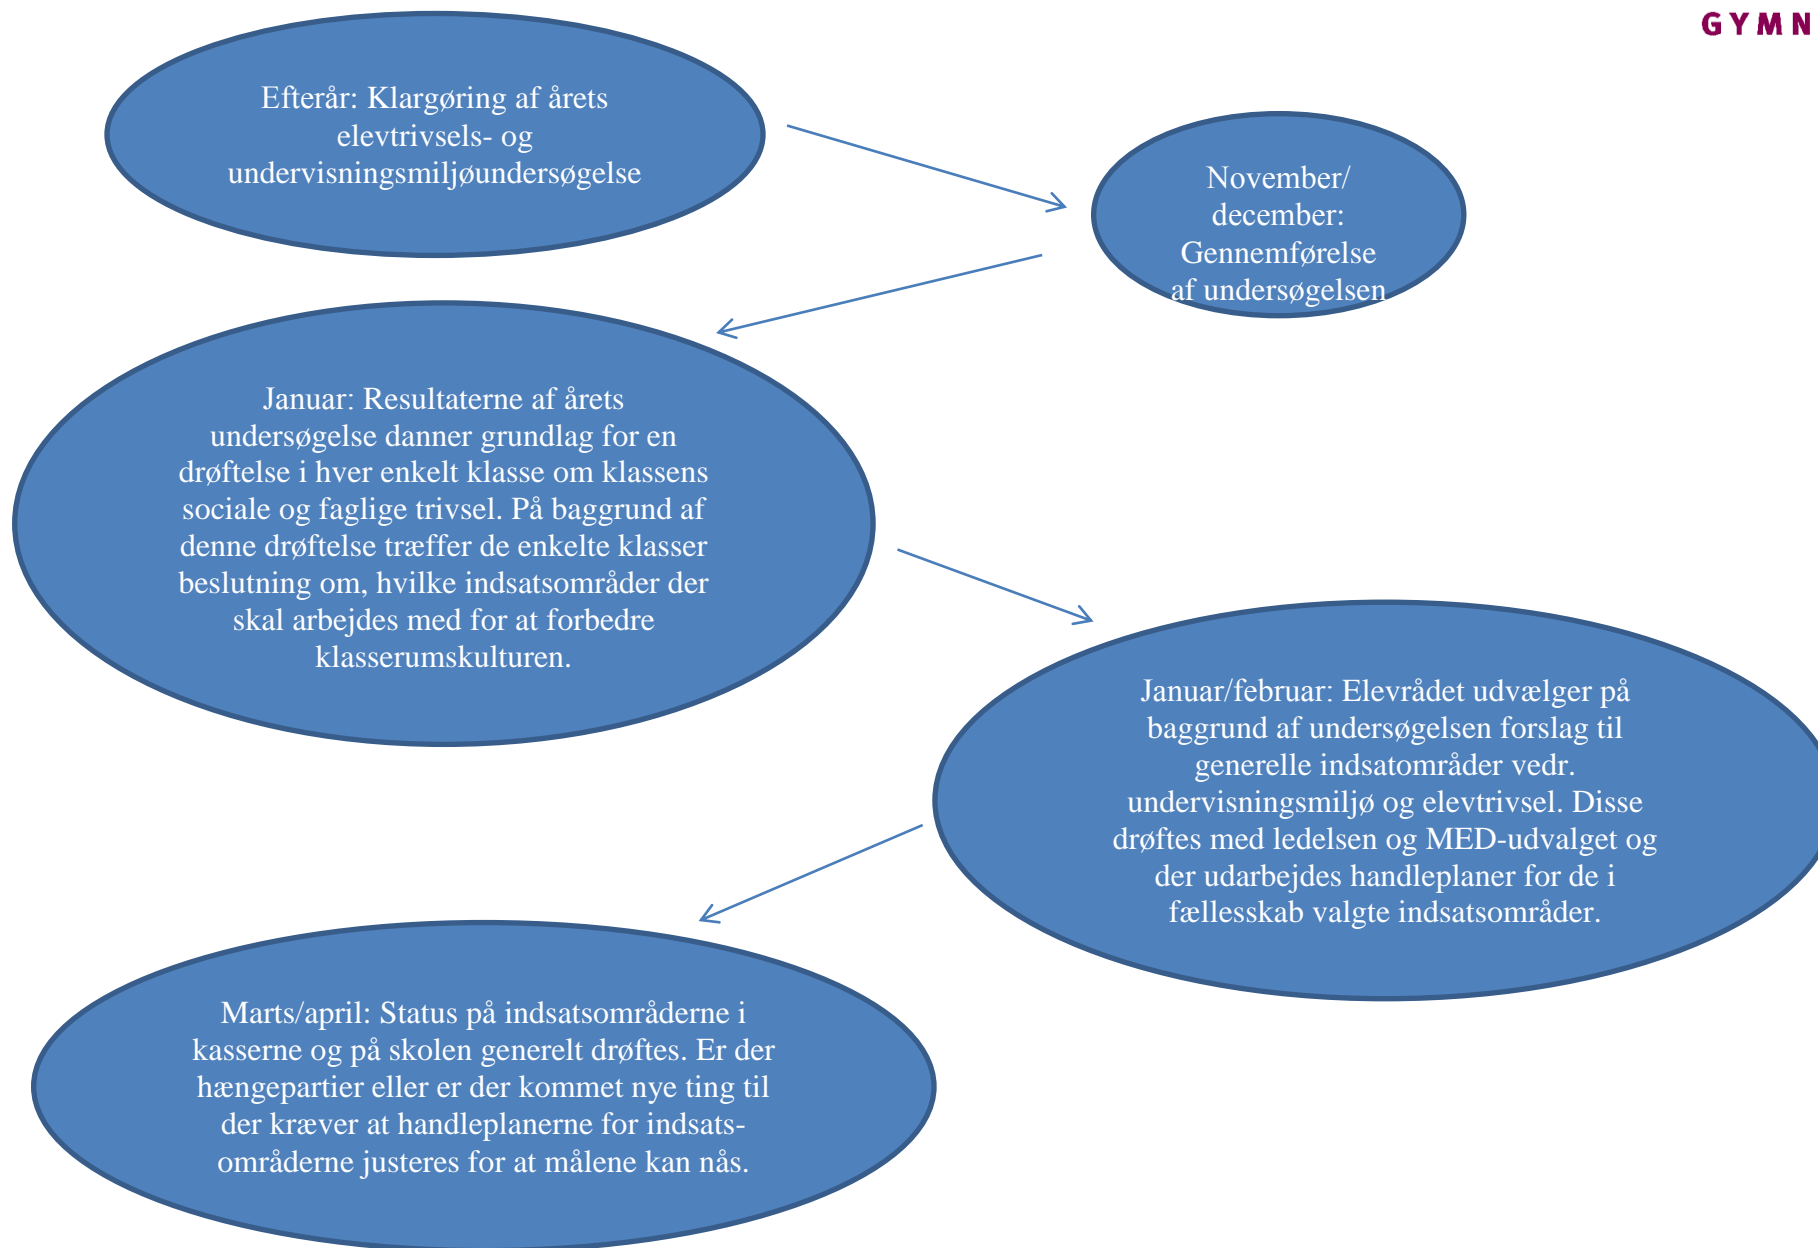 GYMN
Efterår: Klargøring af årets
elevtrivsels- og
undervisningsmiljøundersøgelse
November/
december:
Gennemførelse
af undersøgelsen
Januar: Resultaterne af årets
undersøgelse danner grundlag for en
drøftelse i hver enkelt klasse om klassens
sociale og faglige trivsel. På baggrund af
denne drøftelse træffer de enkelte klasser
beslutning om, hvilke indsatsområder der
skal arbejdes med for at forbedre
klasserumskulturen.
Januar/februar: Elevrådet udvælger på
baggrund af undersøgelsen forslag til
generelle indsatområder vedr.
undervisningsmiljø og elevtrivsel. Disse
drøftes med ledelsen og MED-udvalget og
der udarbejdes handleplaner for de i
fællesskab valgte indsatsområder.
Marts/april: Status på indsatsområderne i
kasserne og på skolen generelt drøftes. Er der
hængepartier eller er der kommet nye ting til
der kræver at handleplanerne for indsats-
områderne justeres for at målene kan nås.